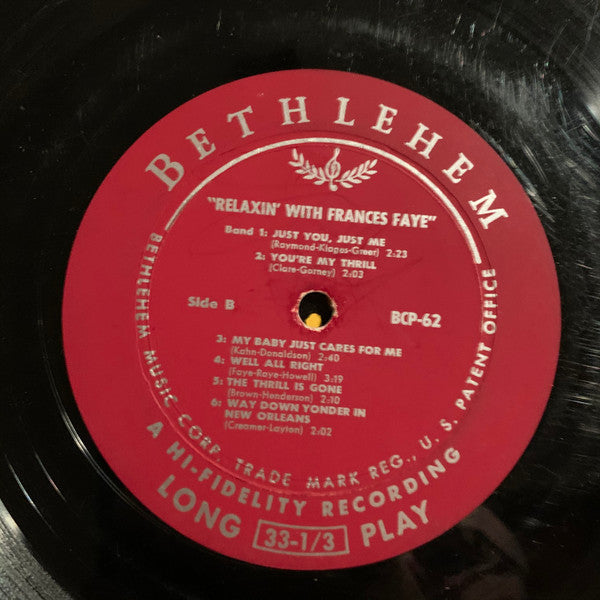 BETHLEHEM
"RELAXIN' WITH FRANCES FAYE"
Band 1: JUST YOU, JUST ME
(Raymond-Klages-Greer) 2:23
2: YOU'RE MY THRILL
(Clare-Gorney) 2:03
Side B
BCP-62
3: MY BABY JUST CARES FOR ME
(Kahn-Donaldson) 2:40
4: WELL ALL RIGHT
(Faye-Raye-Howell) 3:19
5: THE THRILL IS GONE
(Brown-Henderson) 2:10
6: WAY DOWN YONDER IN
NEW ORLEANS
(Creamer-Layton) 2:02
BETHLEHEM MUSIC CORP. TRADE MARK REG., U. S. PATENT OFFICE
A HI-FIDELITY RECORDING
LONG 33-1/3 PLAY